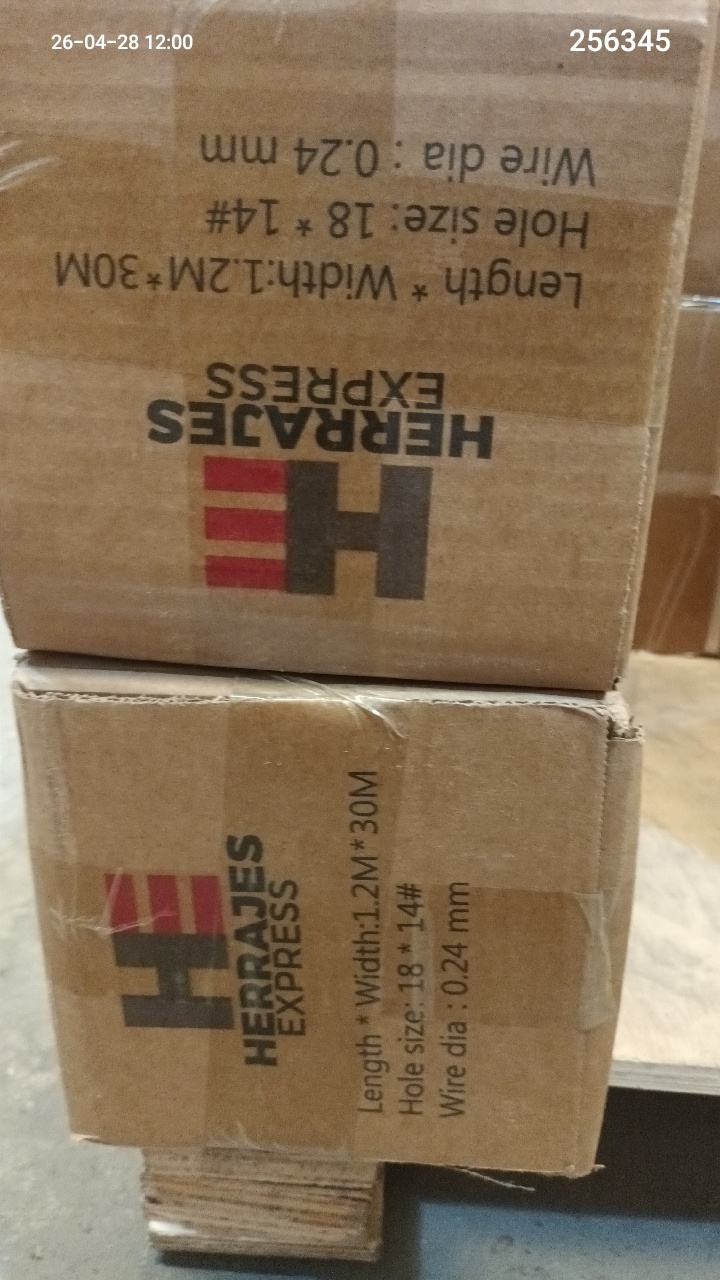 26-04-28 12:00
256345
HE
HERRAJES
EXPRESS
Length * Width:1.2M*30M
Hole size: 18 * 14#
Wire dia : 0.24 mm
HE
HERRAJES
EXPRESS
Length * Width:1.2M*30M
Hole size: 18 * 14#
Wire dia : 0.24 mm